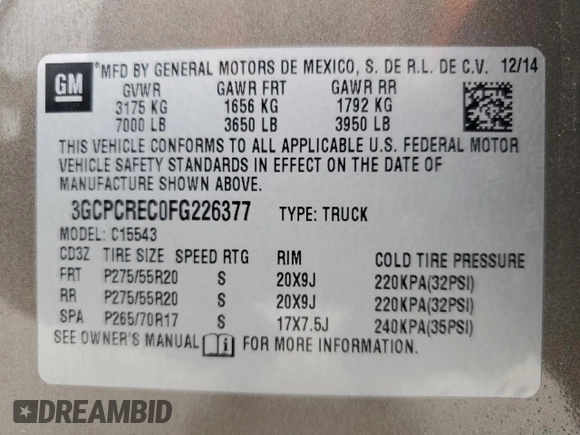 GM
®MFD BY GENERAL MOTORS DE MEXICO, S. DE R.L. DE C.V. 12/14
GVWR GAWR FRT GAWR RR
3175 KG 1656 KG 1792 KG
7000 LB 3650 LB 3950 LB
THIS VEHICLE CONFORMS TO ALL APPLICABLE U.S. FEDERAL MOTOR
VEHICLE SAFETY STANDARDS IN EFFECT ON THE DATE OF
MANUFACTURE SHOWN ABOVE.
3GCPCREC0FG226377 TYPE: TRUCK
MODEL: C15543
CD3Z TIRE SIZE SPEED RTG RIM COLD TIRE PRESSURE
FRT P275/55R20 S 20X9J 220KPA(32PSI)
RR P275/55R20 S 20X9J 220KPA(32PSI)
SPA P265/70R17 S 17X7.5J 240KPA(35PSI)
SEE OWNER'S MANUAL FOR MORE INFORMATION.
DREAMBID